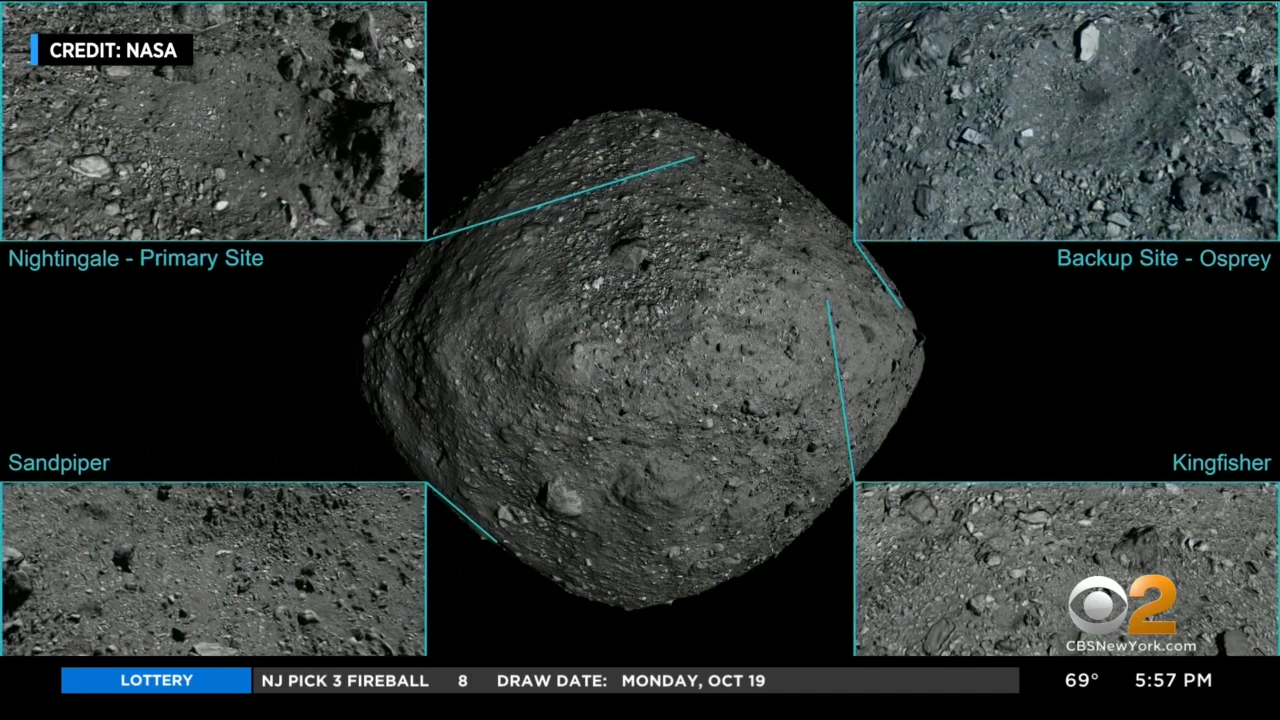 CREDIT: NASA
Nightingale - Primary Site
Backup Site - Osprey
Sandpiper
Kingfisher
2
CBSNewYork.com
LOTTERY
NJ PICK 3 FIREBALL 8 DRAW DATE: MONDAY, OCT 19
69° 5:57 PM